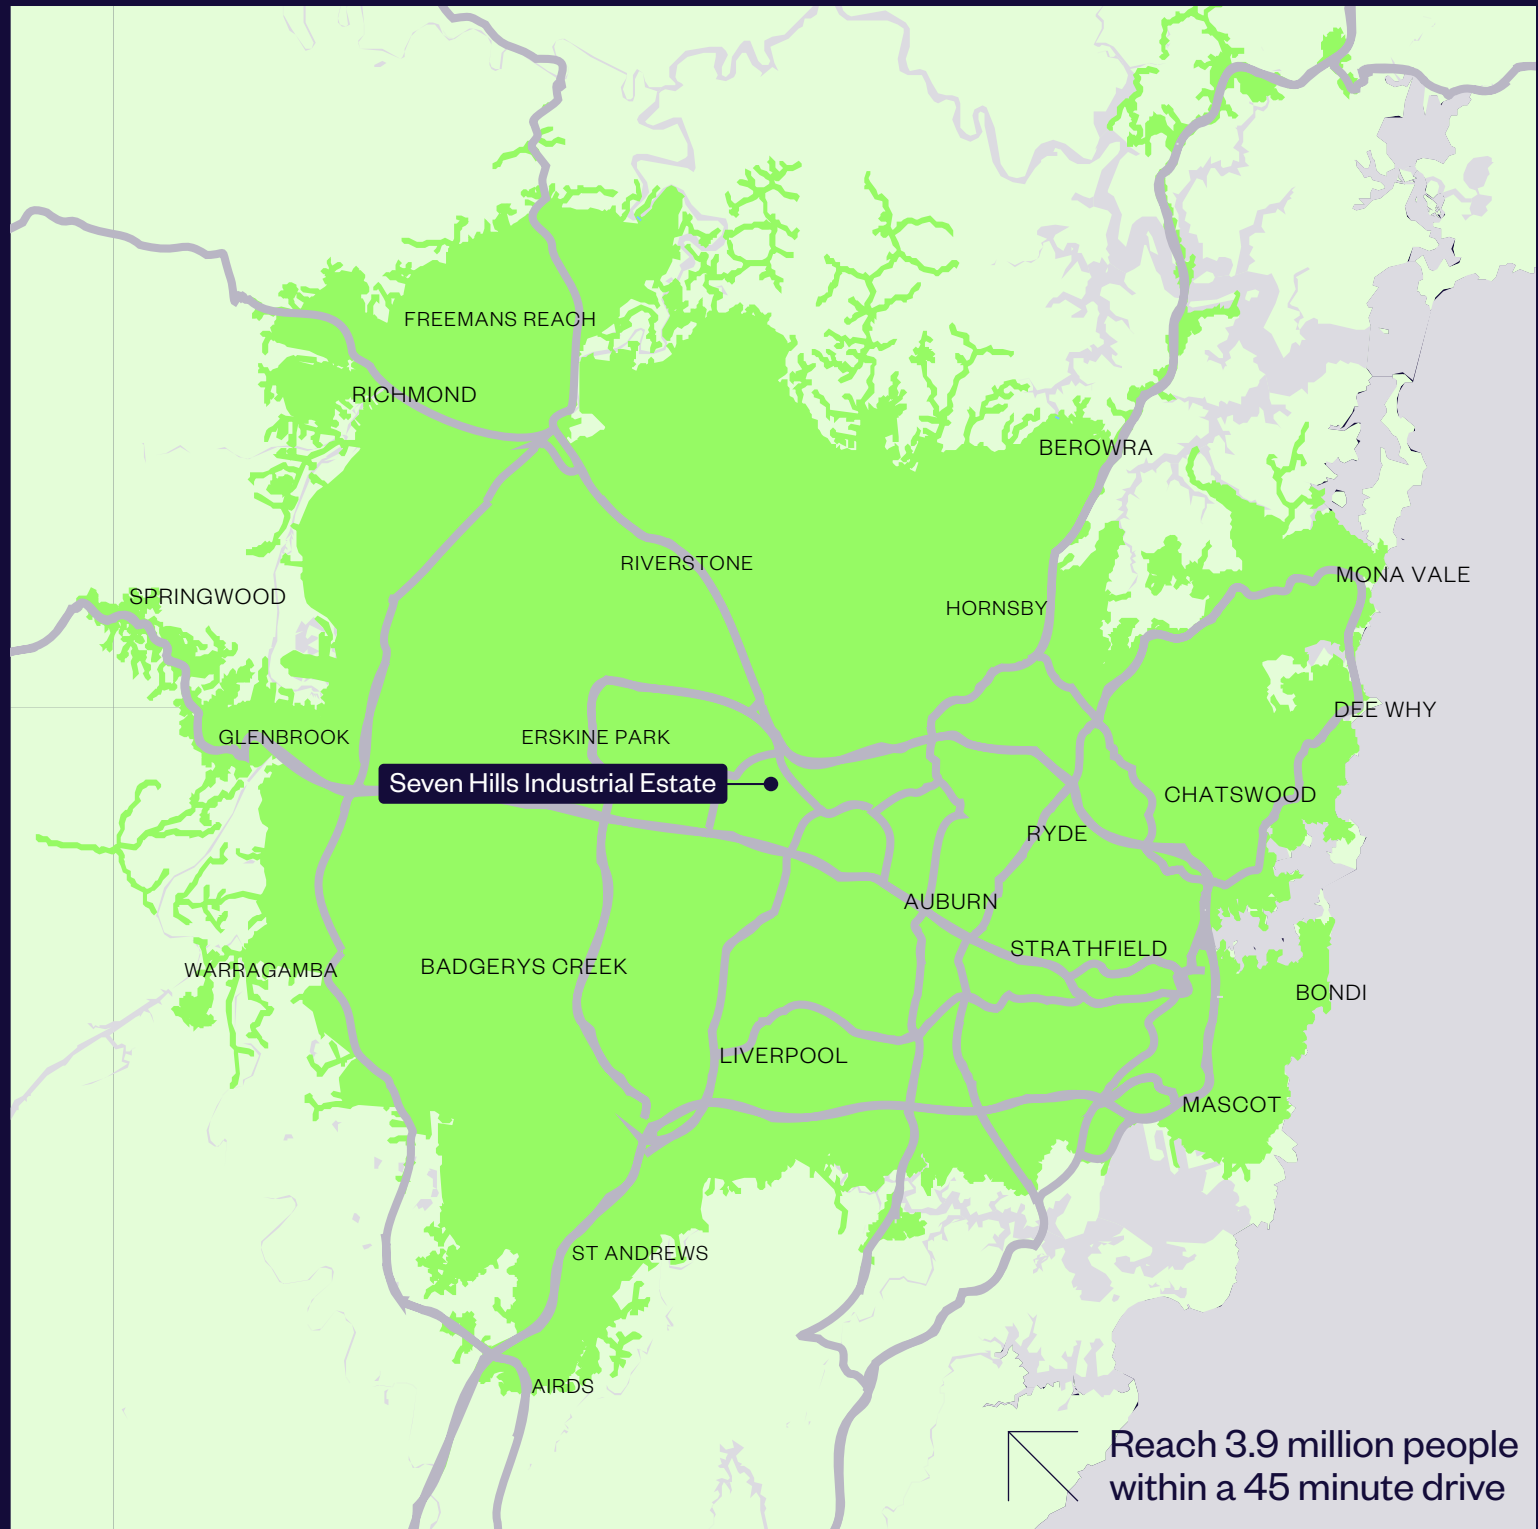 FREEMANS REACH
RICHMOND
BEROWRA
RIVERSTONE
MONA VALE
SPRINGWOOD
HORNSBY
DEE WHY
GLENBROOK
ERSKINE PARK
Seven Hills Industrial Estate
CHATSWOOD
RYDE
AUBURN
STRATHFIELD
BADGERYS CREEK
WARRAGAMBA
BONDI
LIVERPOOL
MASCOT
ST ANDREWS
AIRDS
Reach 3.9 million people
within a 45 minute drive